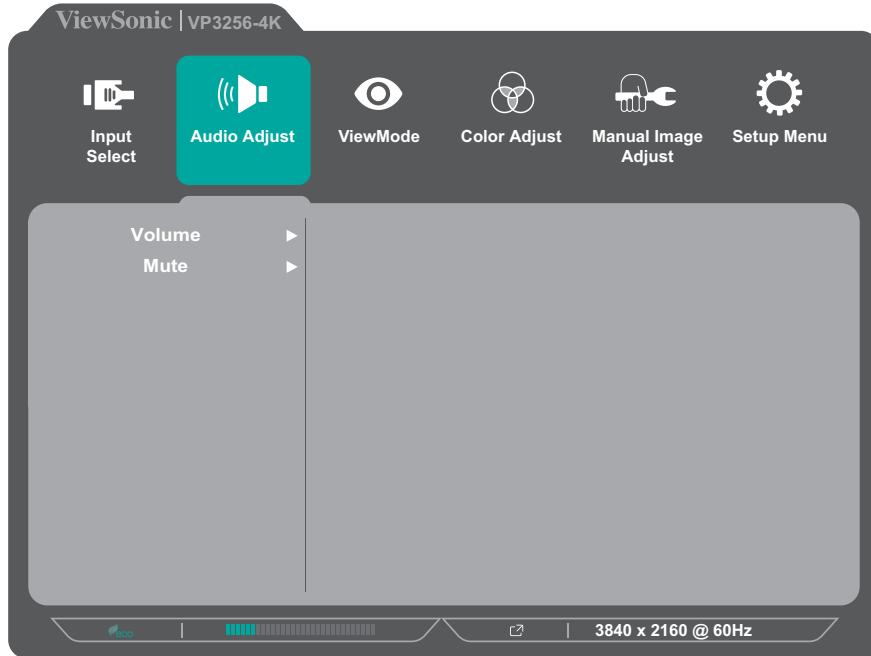 ViewSonic | VP3256-4K
Input
Select
Audio Adjust
ViewMode
Color Adjust
Manual Image
Adjust
Setup Menu
Volume
Mute
eco
3840 x 2160 @ 60Hz